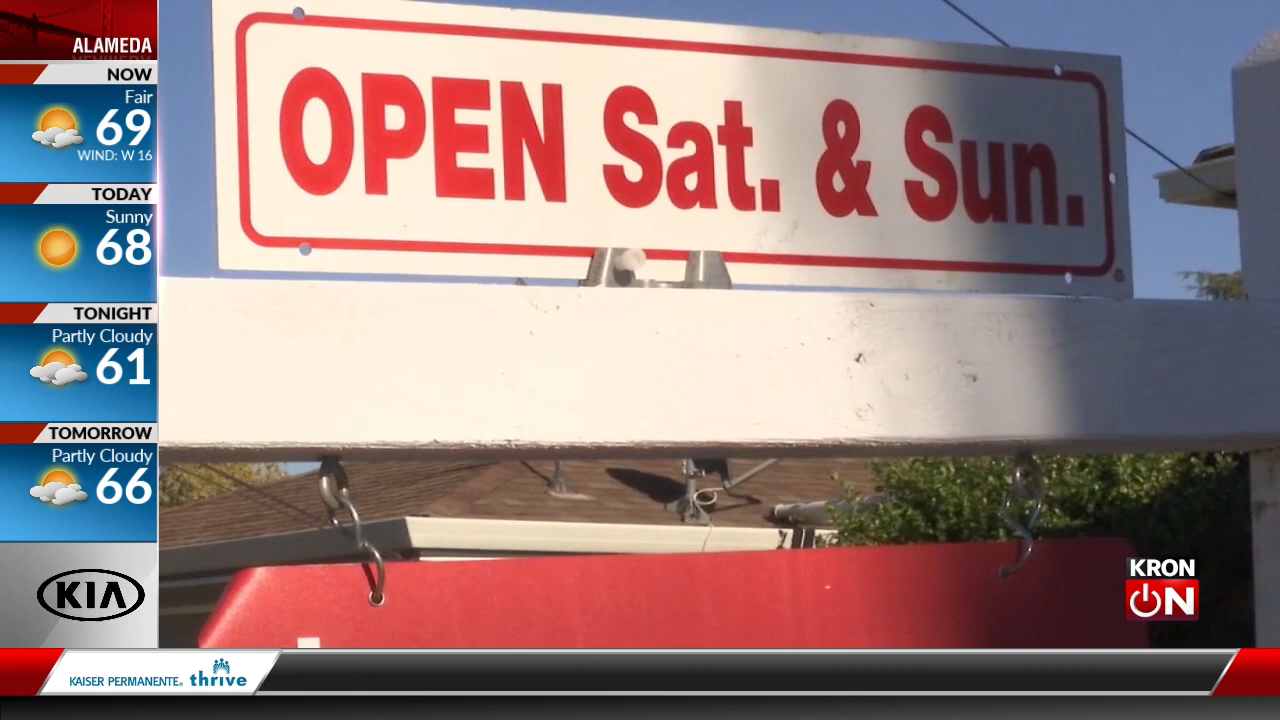 ALAMEDA
NOW
Fair
69
WIND: W 16
TODAY
Sunny
68
TONIGHT
Partly Cloudy
61
TOMORROW
Partly Cloudy
66
KIA
OPEN Sat. & Sun.
KRON
ON
KAISER PERMANENTE® thrive